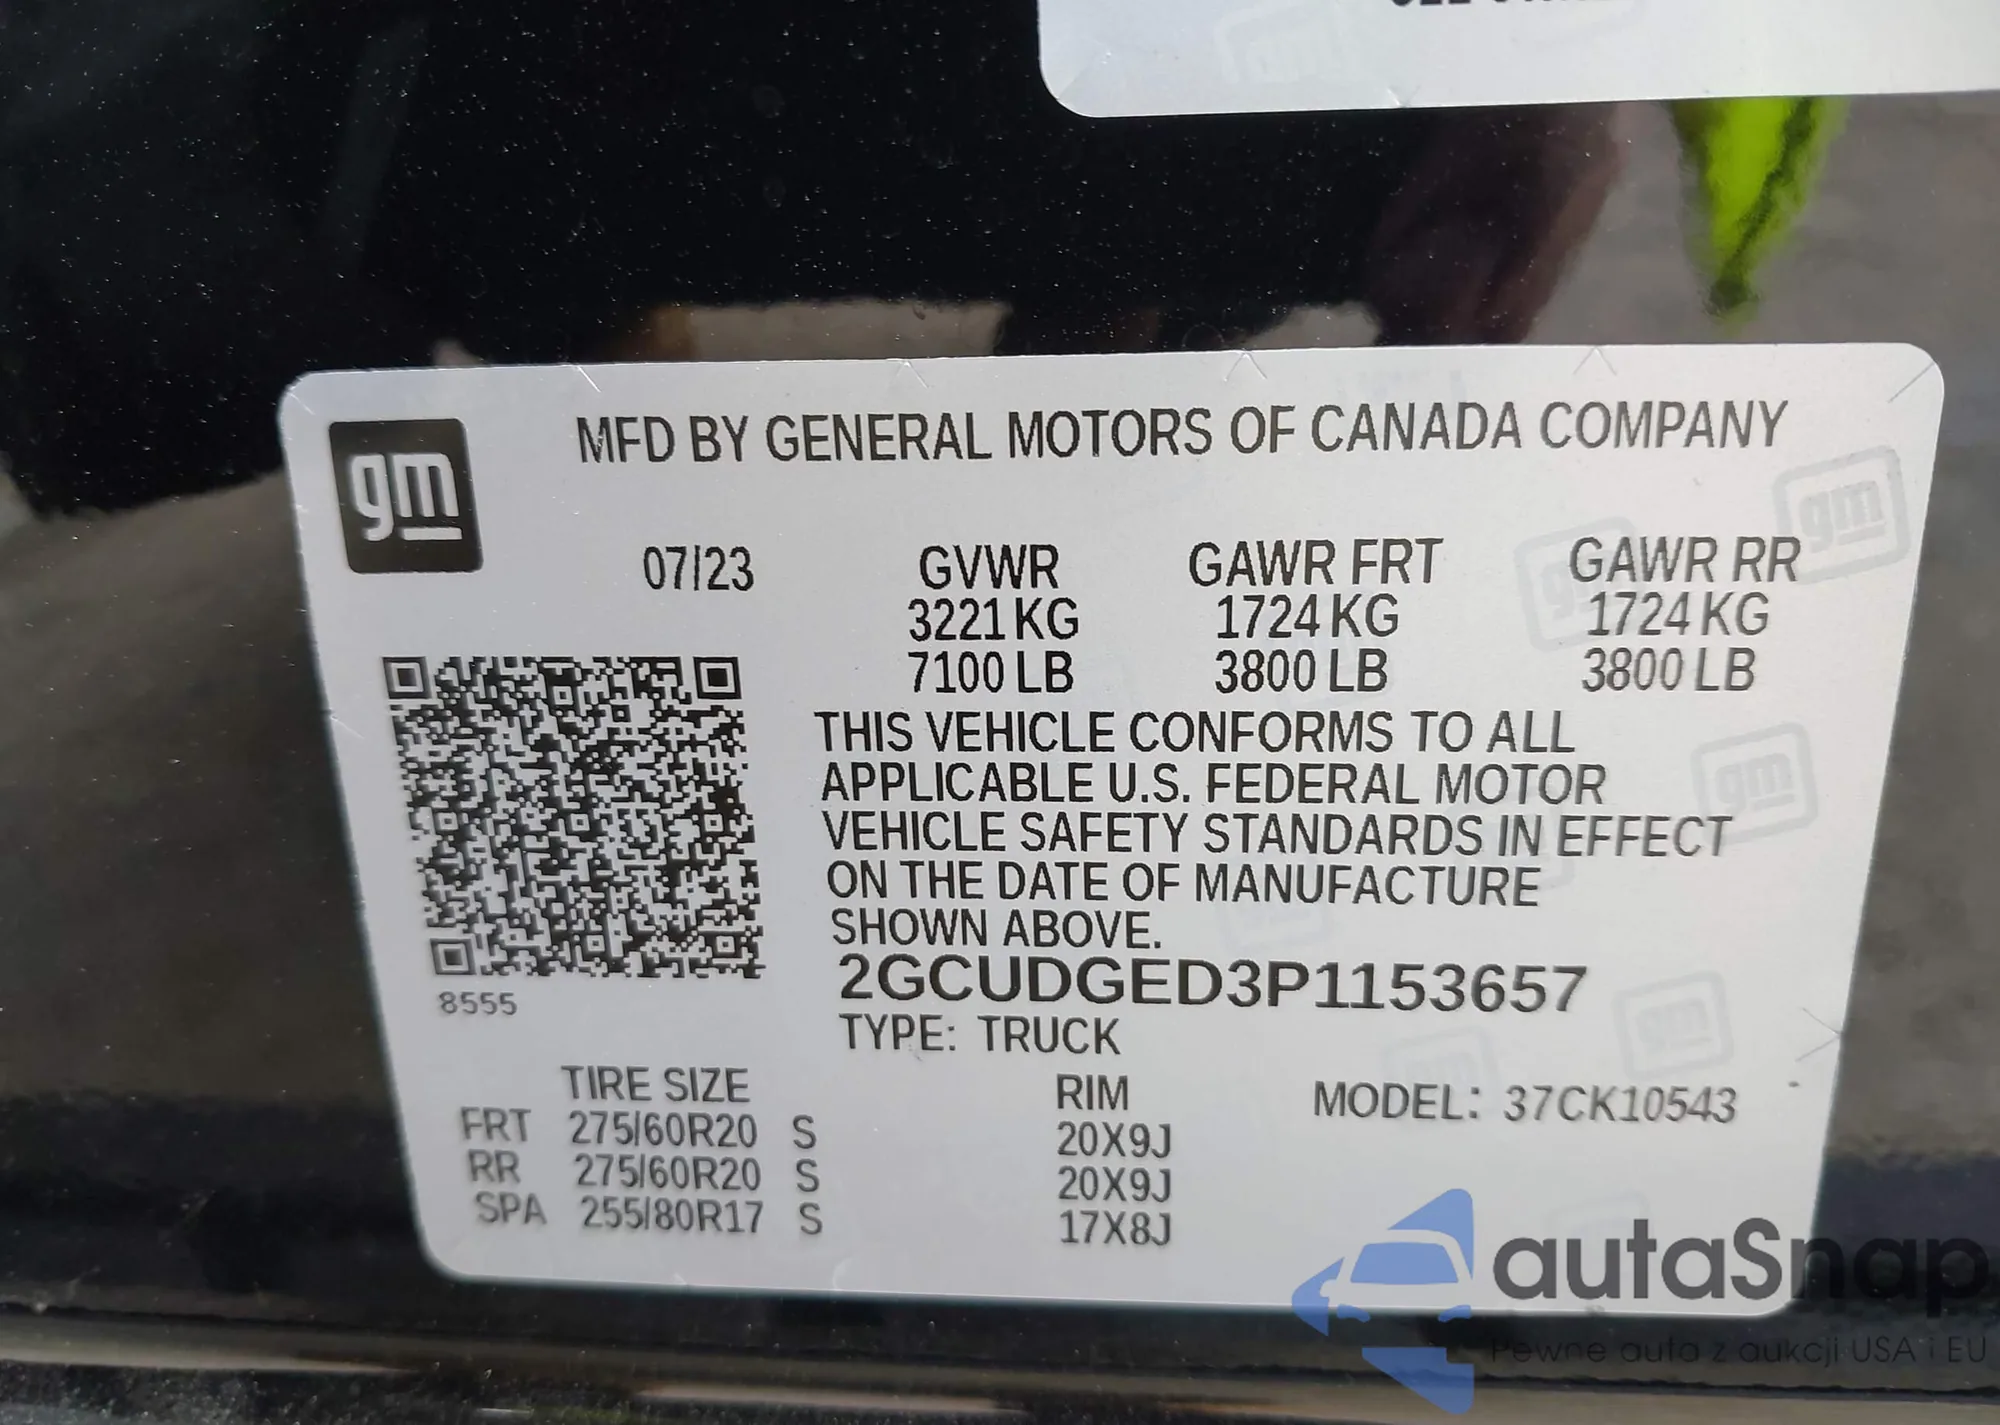 gm
MFD BY GENERAL MOTORS OF CANADA COMPANY
07/23 GVWR GAWR FRT GAWR RR
3221 KG 1724 KG 1724 KG
7100 LB 3800 LB 3800 LB
THIS VEHICLE CONFORMS TO ALL
APPLICABLE U.S. FEDERAL MOTOR
VEHICLE SAFETY STANDARDS IN EFFECT
ON THE DATE OF MANUFACTURE
SHOWN ABOVE.
2GCUDGED3P1153657
8555
TYPE: TRUCK
TIRE SIZE RIM MODEL: 37CK10543
FRT 275/60R20 S 20X9J
RR 275/60R20 S 20X9J
SPA 255/80R17 S 17X8J
autaSnap
Pewne auta z aukcji USA i EU